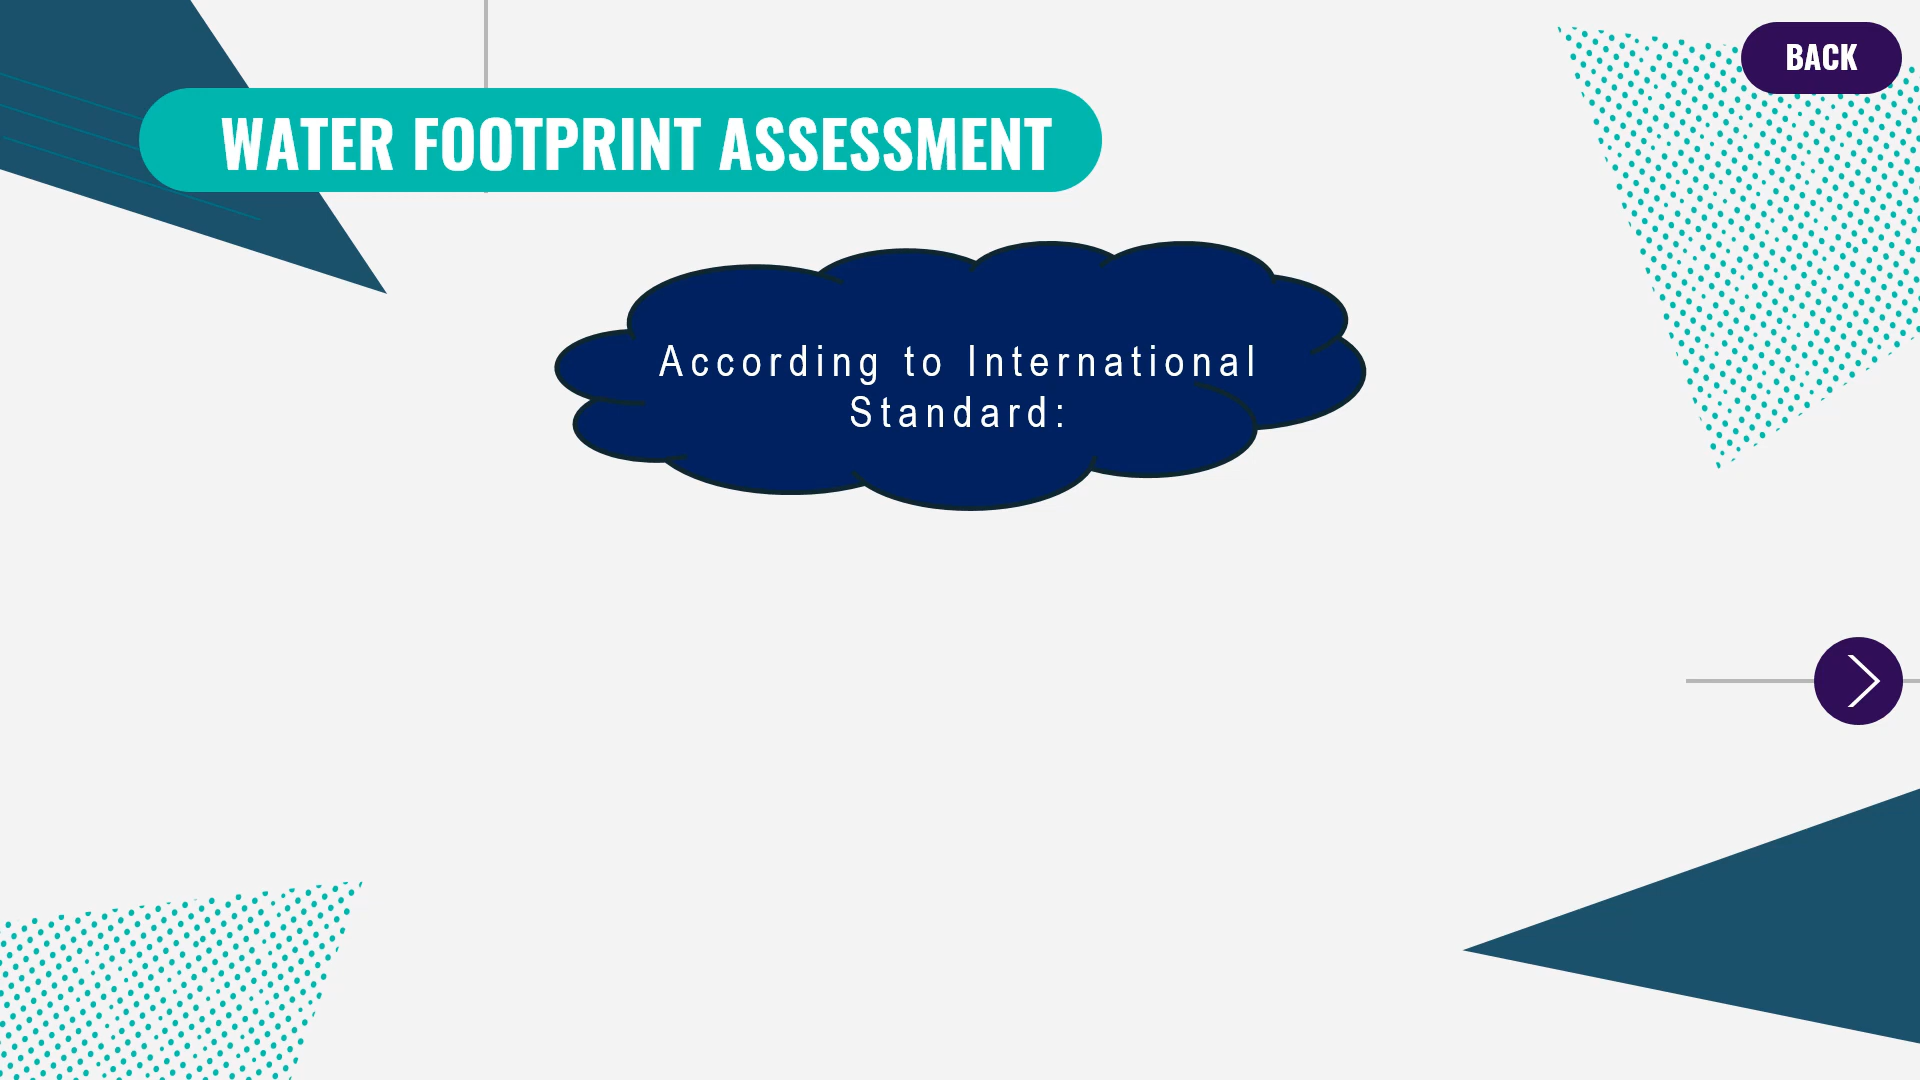 BACK
WATER FOOTPRINT ASSESSMENT
According to International
Standard: